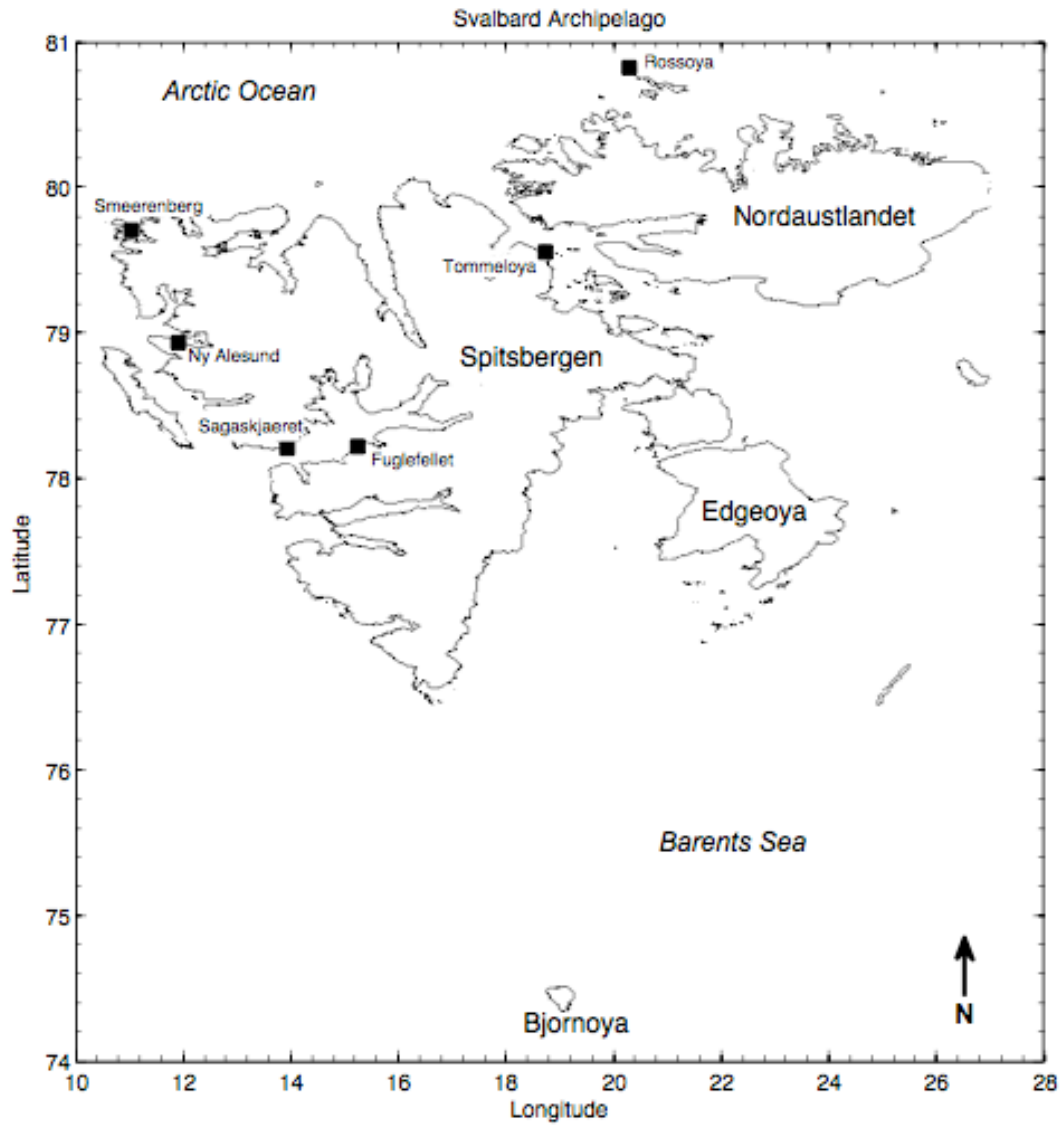 Svalbard Archipelago
81
Rossoya
Arctic Ocean
80
Smeerenberg
Nordaustlandet
Tommeloya
79
Ny Alesund
Spitsbergen
Sagaskjaeret
Fuglefellet
78
Edgeoya
Latitude
77
76
Barents Sea
75
N
Bjornoya
74
10 12 14 16 18 20 22 24 26 28
Longitude